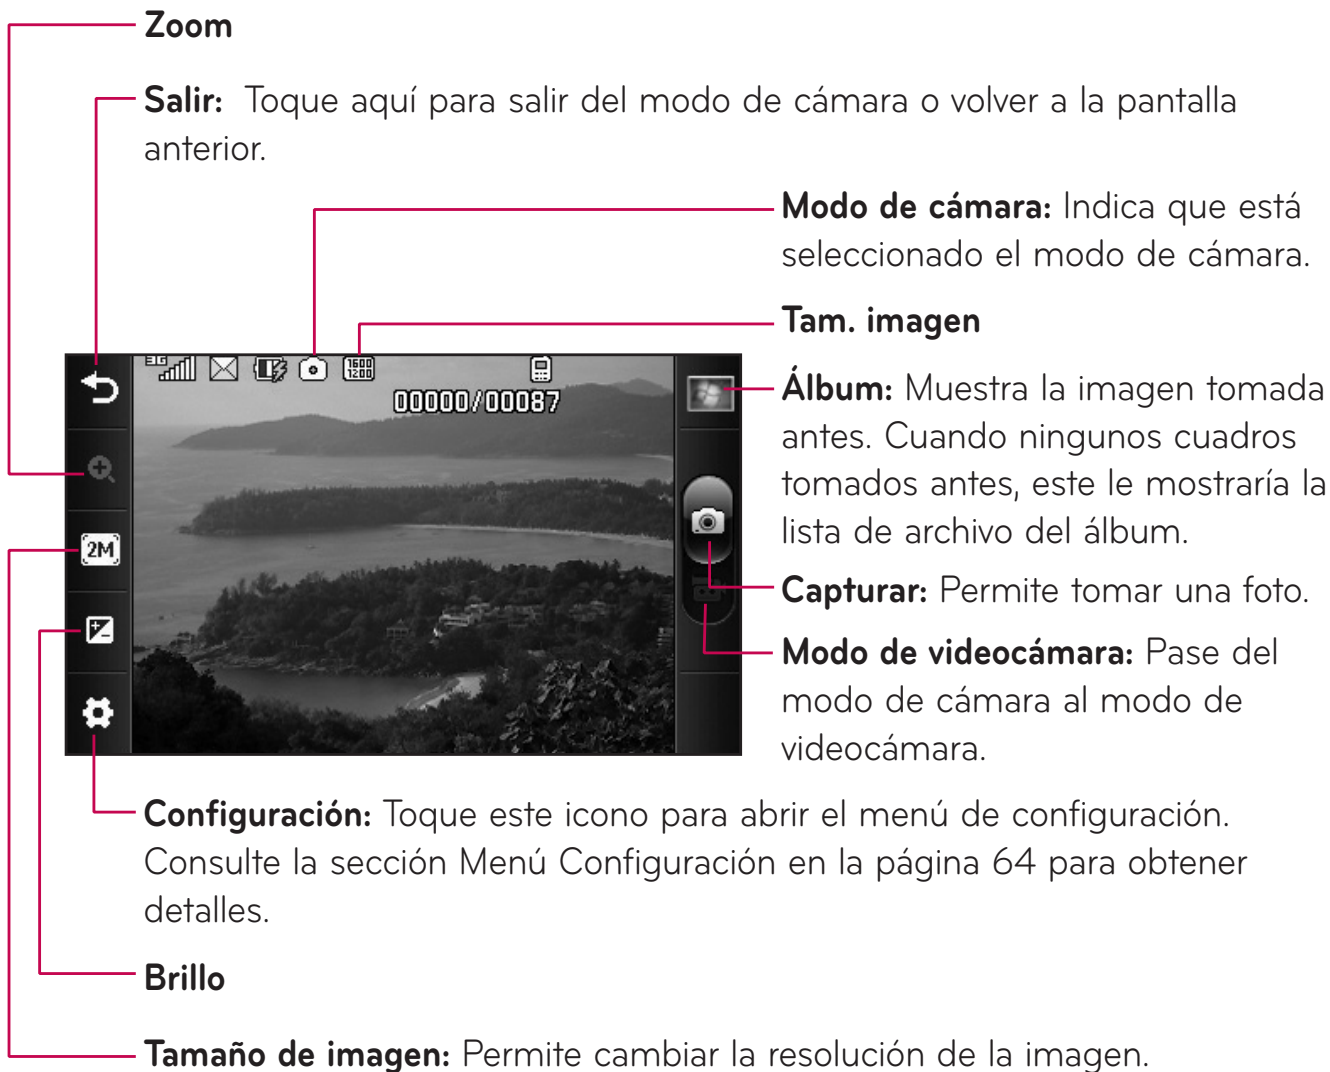 Zoom
Salir: Toque aquí para salir del modo de cámara o volver a la pantalla
anterior.
Modo de cámara: Indica que está
seleccionado el modo de cámara.
Tam. imagen
3G
1600
1200
00000/00087
2M
Álbum: Muestra la imagen tomada
antes. Cuando ningunos cuadros
tomados antes, este le mostraría la
lista de archivo del álbum.
Capturar: Permite tomar una foto.
Modo de videocámara: Pase del
modo de cámara al modo de
videocámara.
Configuración: Toque este icono para abrir el menú de configuración.
Consulte la sección Menú Configuración en la página 64 para obtener
detalles.
Brillo
Tamaño de imagen: Permite cambiar la resolución de la imagen.